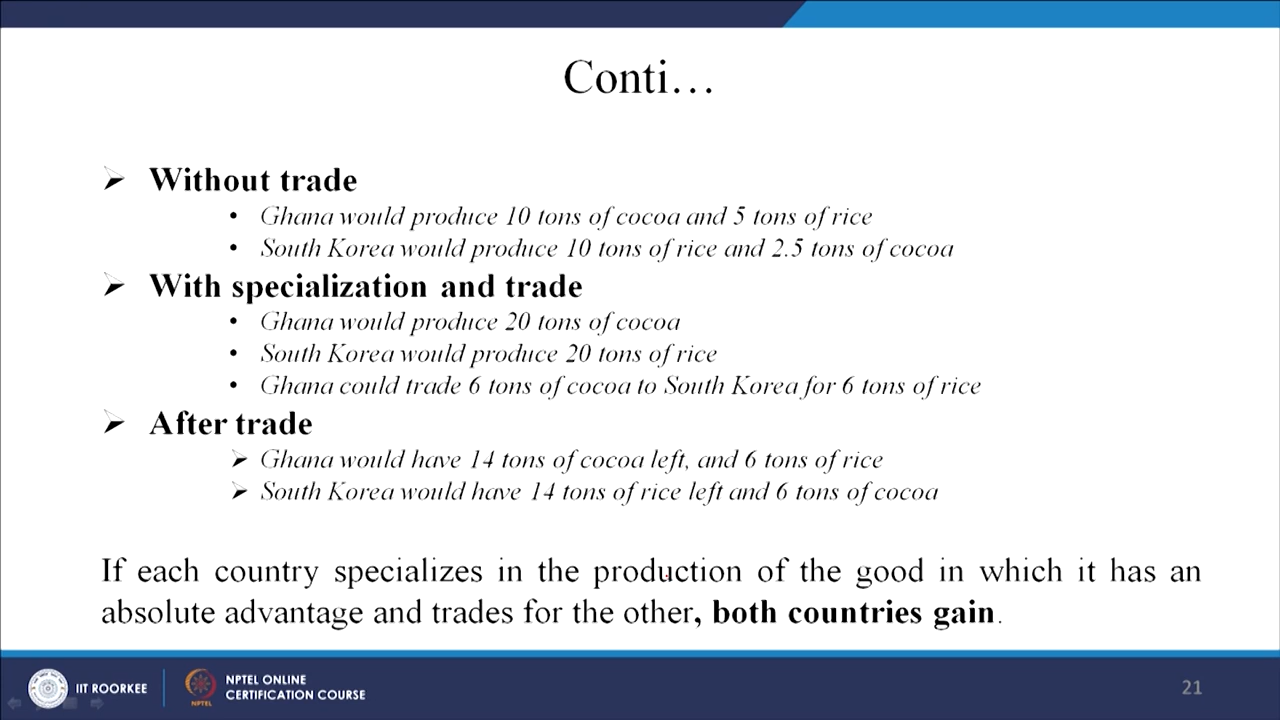 Conti…
➢ Without trade
• Ghana would produce 10 tons of cocoa and 5 tons of rice
• South Korea would produce 10 tons of rice and 2.5 tons of cocoa
➢ With specialization and trade
• Ghana would produce 20 tons of cocoa
• South Korea would produce 20 tons of rice
• Ghana could trade 6 tons of cocoa to South Korea for 6 tons of rice
➢ After trade
➢ Ghana would have 14 tons of cocoa left, and 6 tons of rice
➢ South Korea would have 14 tons of rice left and 6 tons of cocoa
If each country specializes in the production of the good in which it has an
absolute advantage and trades for the other, both countries gain.
IIT ROORKEE
NPTEL
NPTEL ONLINE
CERTIFICATION COURSE
21